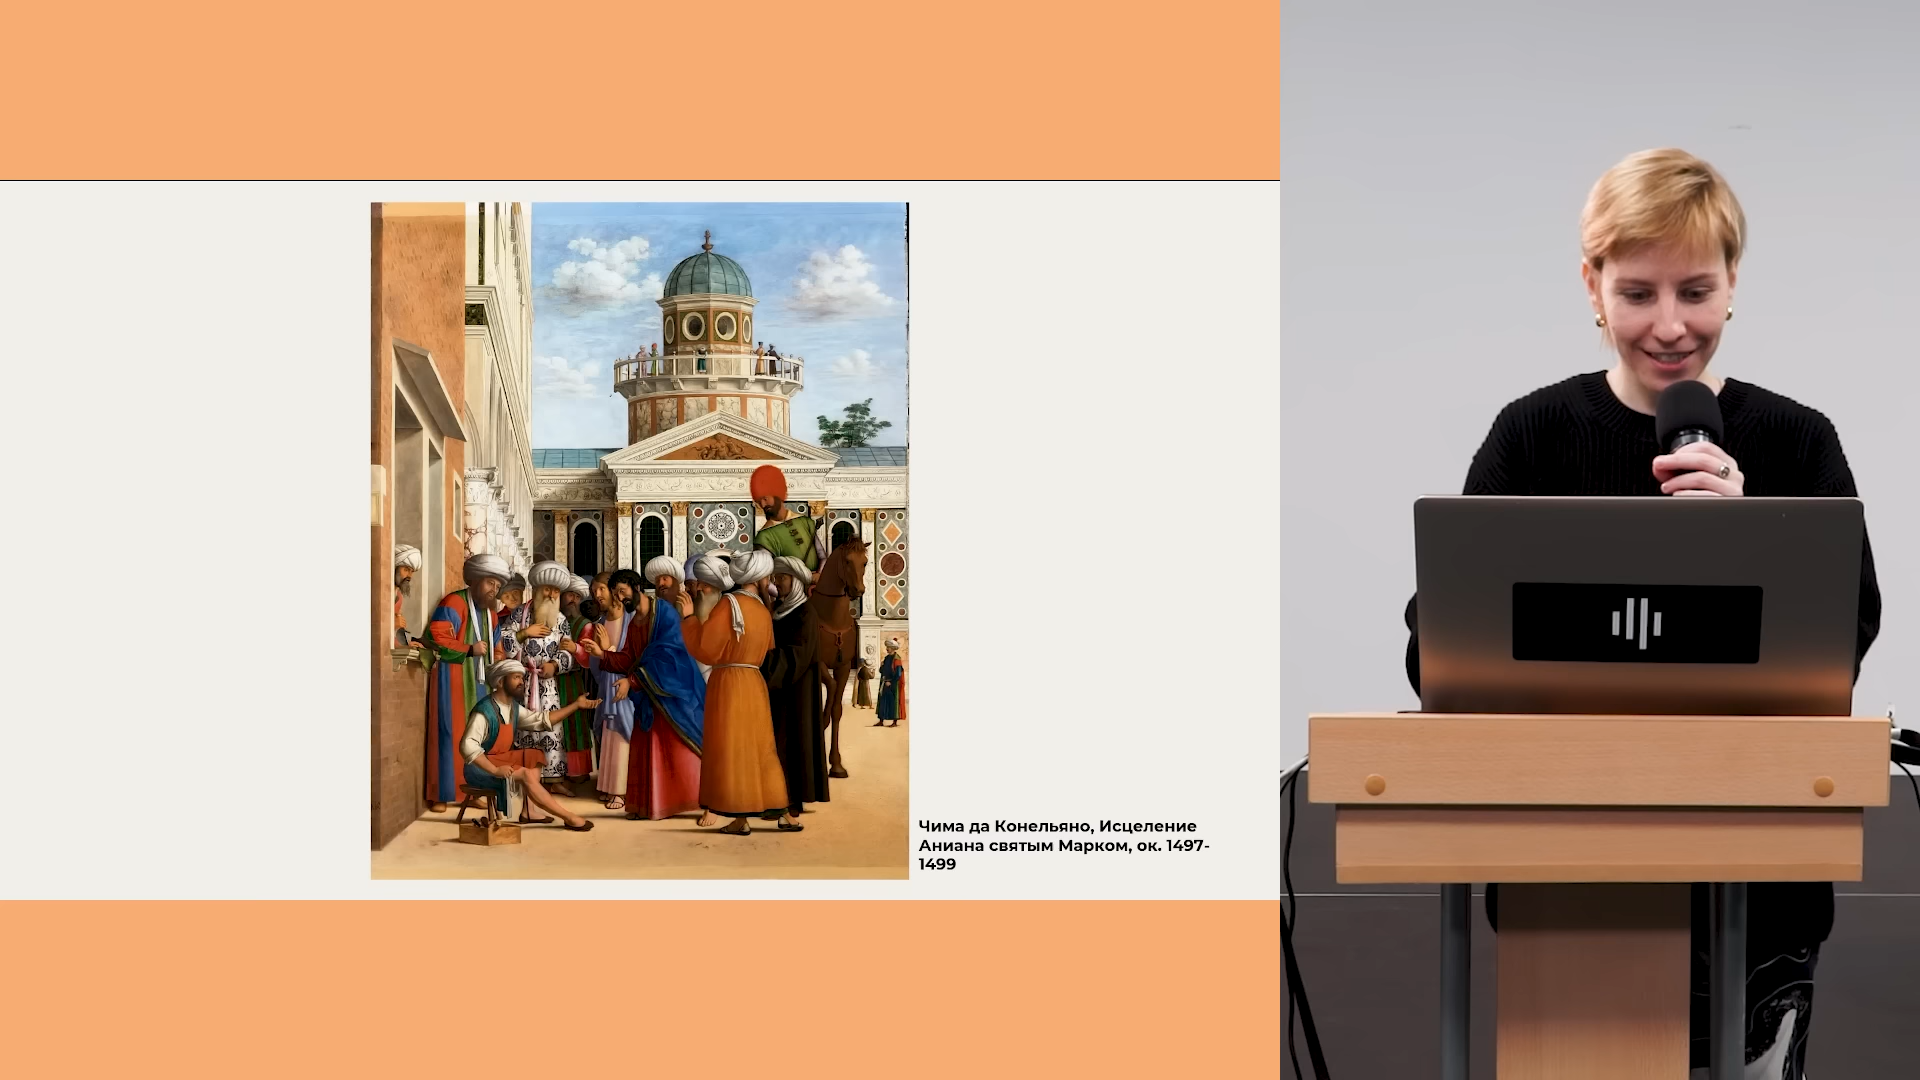 Чима да Конельяно, Исцеление
Аниана святым Марком, ок. 1497-
1499